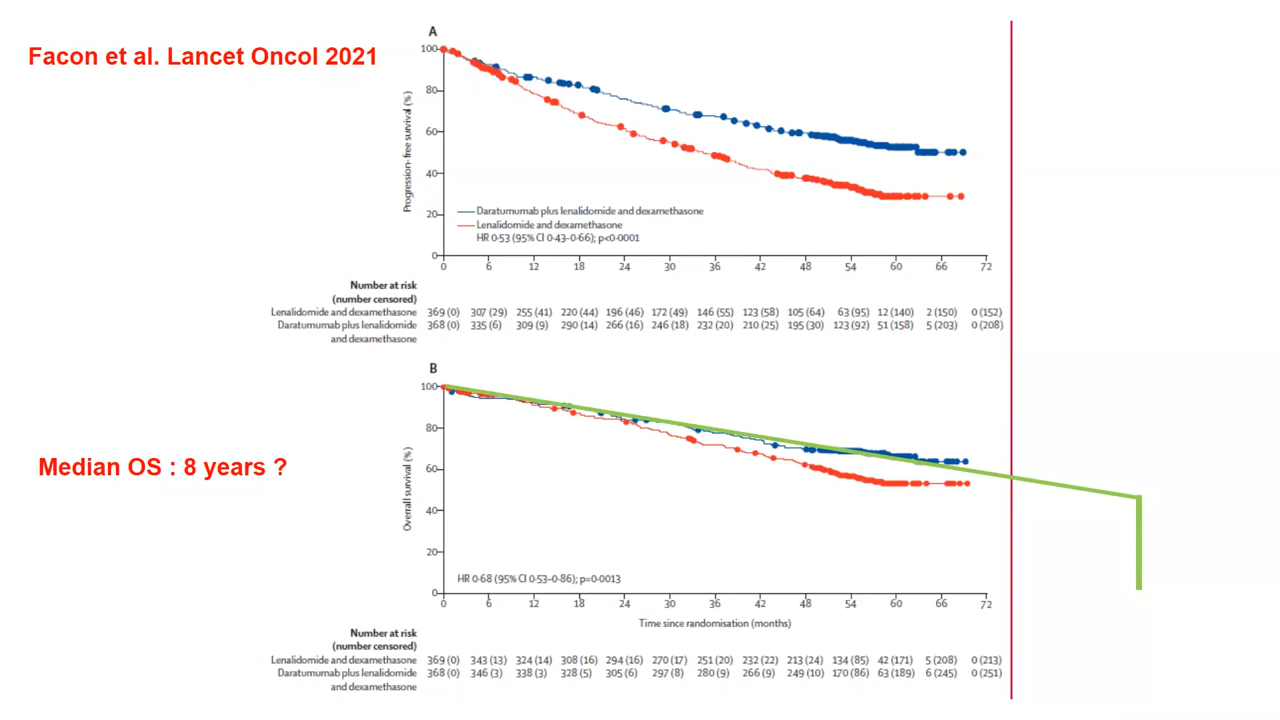 Facon et al. Lancet Oncol 2021
A
100
80
60
40
20
0
Progression-free survival (%)
Daratumumab plus lenalidomide and dexamethasone
Lenalidomide and dexamethasone
HR 0·53 (95% CI 0·43–0·66); p<0·0001
0 6 12 18 24 30 36 42 48 54 60 66 72
Number at risk
(number censored)
Lenalidomide and dexamethasone 369 (0) 307 (29) 255 (41) 220 (44) 196 (46) 172 (49) 146 (55) 123 (58) 105 (64) 63 (95) 12 (140) 2 (150) 0 (152)
Daratumumab plus lenalidomide 368 (0) 335 (6) 309 (9) 290 (14) 266 (16) 246 (18) 232 (20) 210 (25) 195 (30) 123 (92) 51 (158) 5 (203) 0 (208)
and dexamethasone
B
100
80
60
40
20
0
Overall survival (%)
Median OS : 8 years ?
HR 0·68 (95% CI 0·53–0·86); p=0·0013
0 6 12 18 24 30 36 42 48 54 60 66 72
Time since randomisation (months)
Number at risk
(number censored)
Lenalidomide and dexamethasone 369 (0) 343 (13) 324 (14) 308 (16) 294 (16) 270 (17) 251 (20) 232 (22) 213 (24) 134 (85) 42 (171) 5 (208) 0 (213)
Daratumumab plus lenalidomide 368 (0) 346 (3) 338 (3) 328 (5) 305 (6) 297 (8) 280 (9) 266 (9) 249 (10) 170 (86) 63 (189) 6 (245) 0 (251)
and dexamethasone